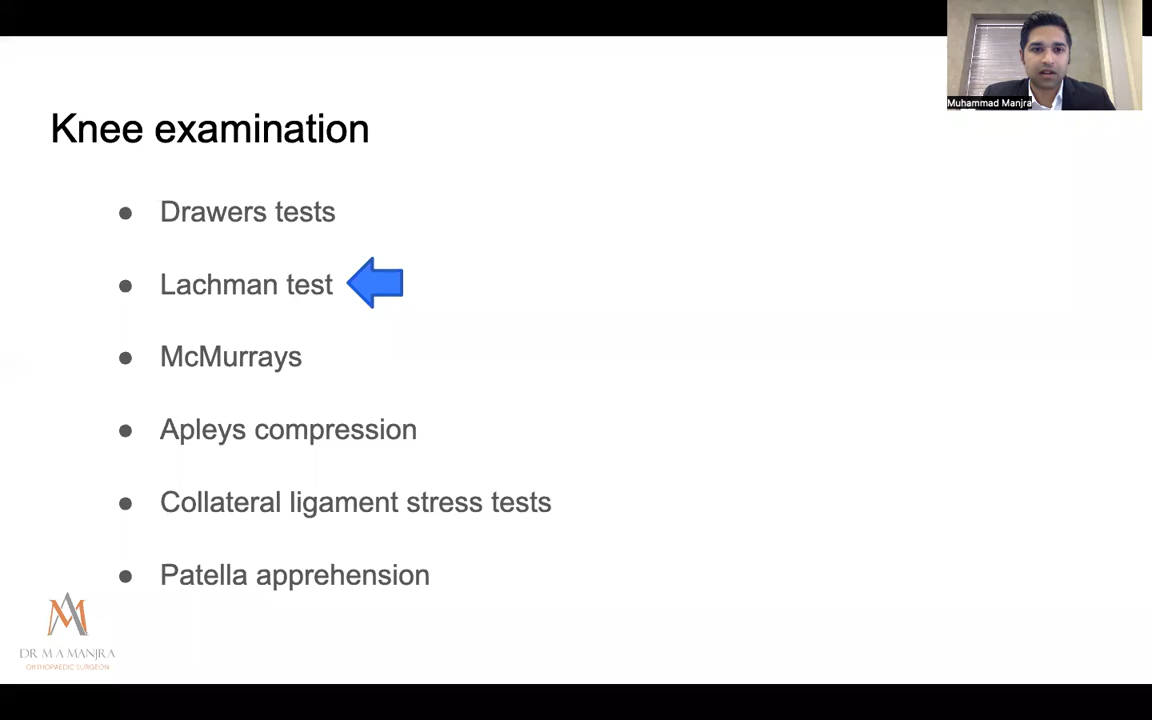 Muhammad Manjra
Knee examination
● Drawers tests
● Lachman test
● McMurrays
● Apleys compression
● Collateral ligament stress tests
● Patella apprehension
DR M A MANJRA
ORTHOPAEDIC SURGEON